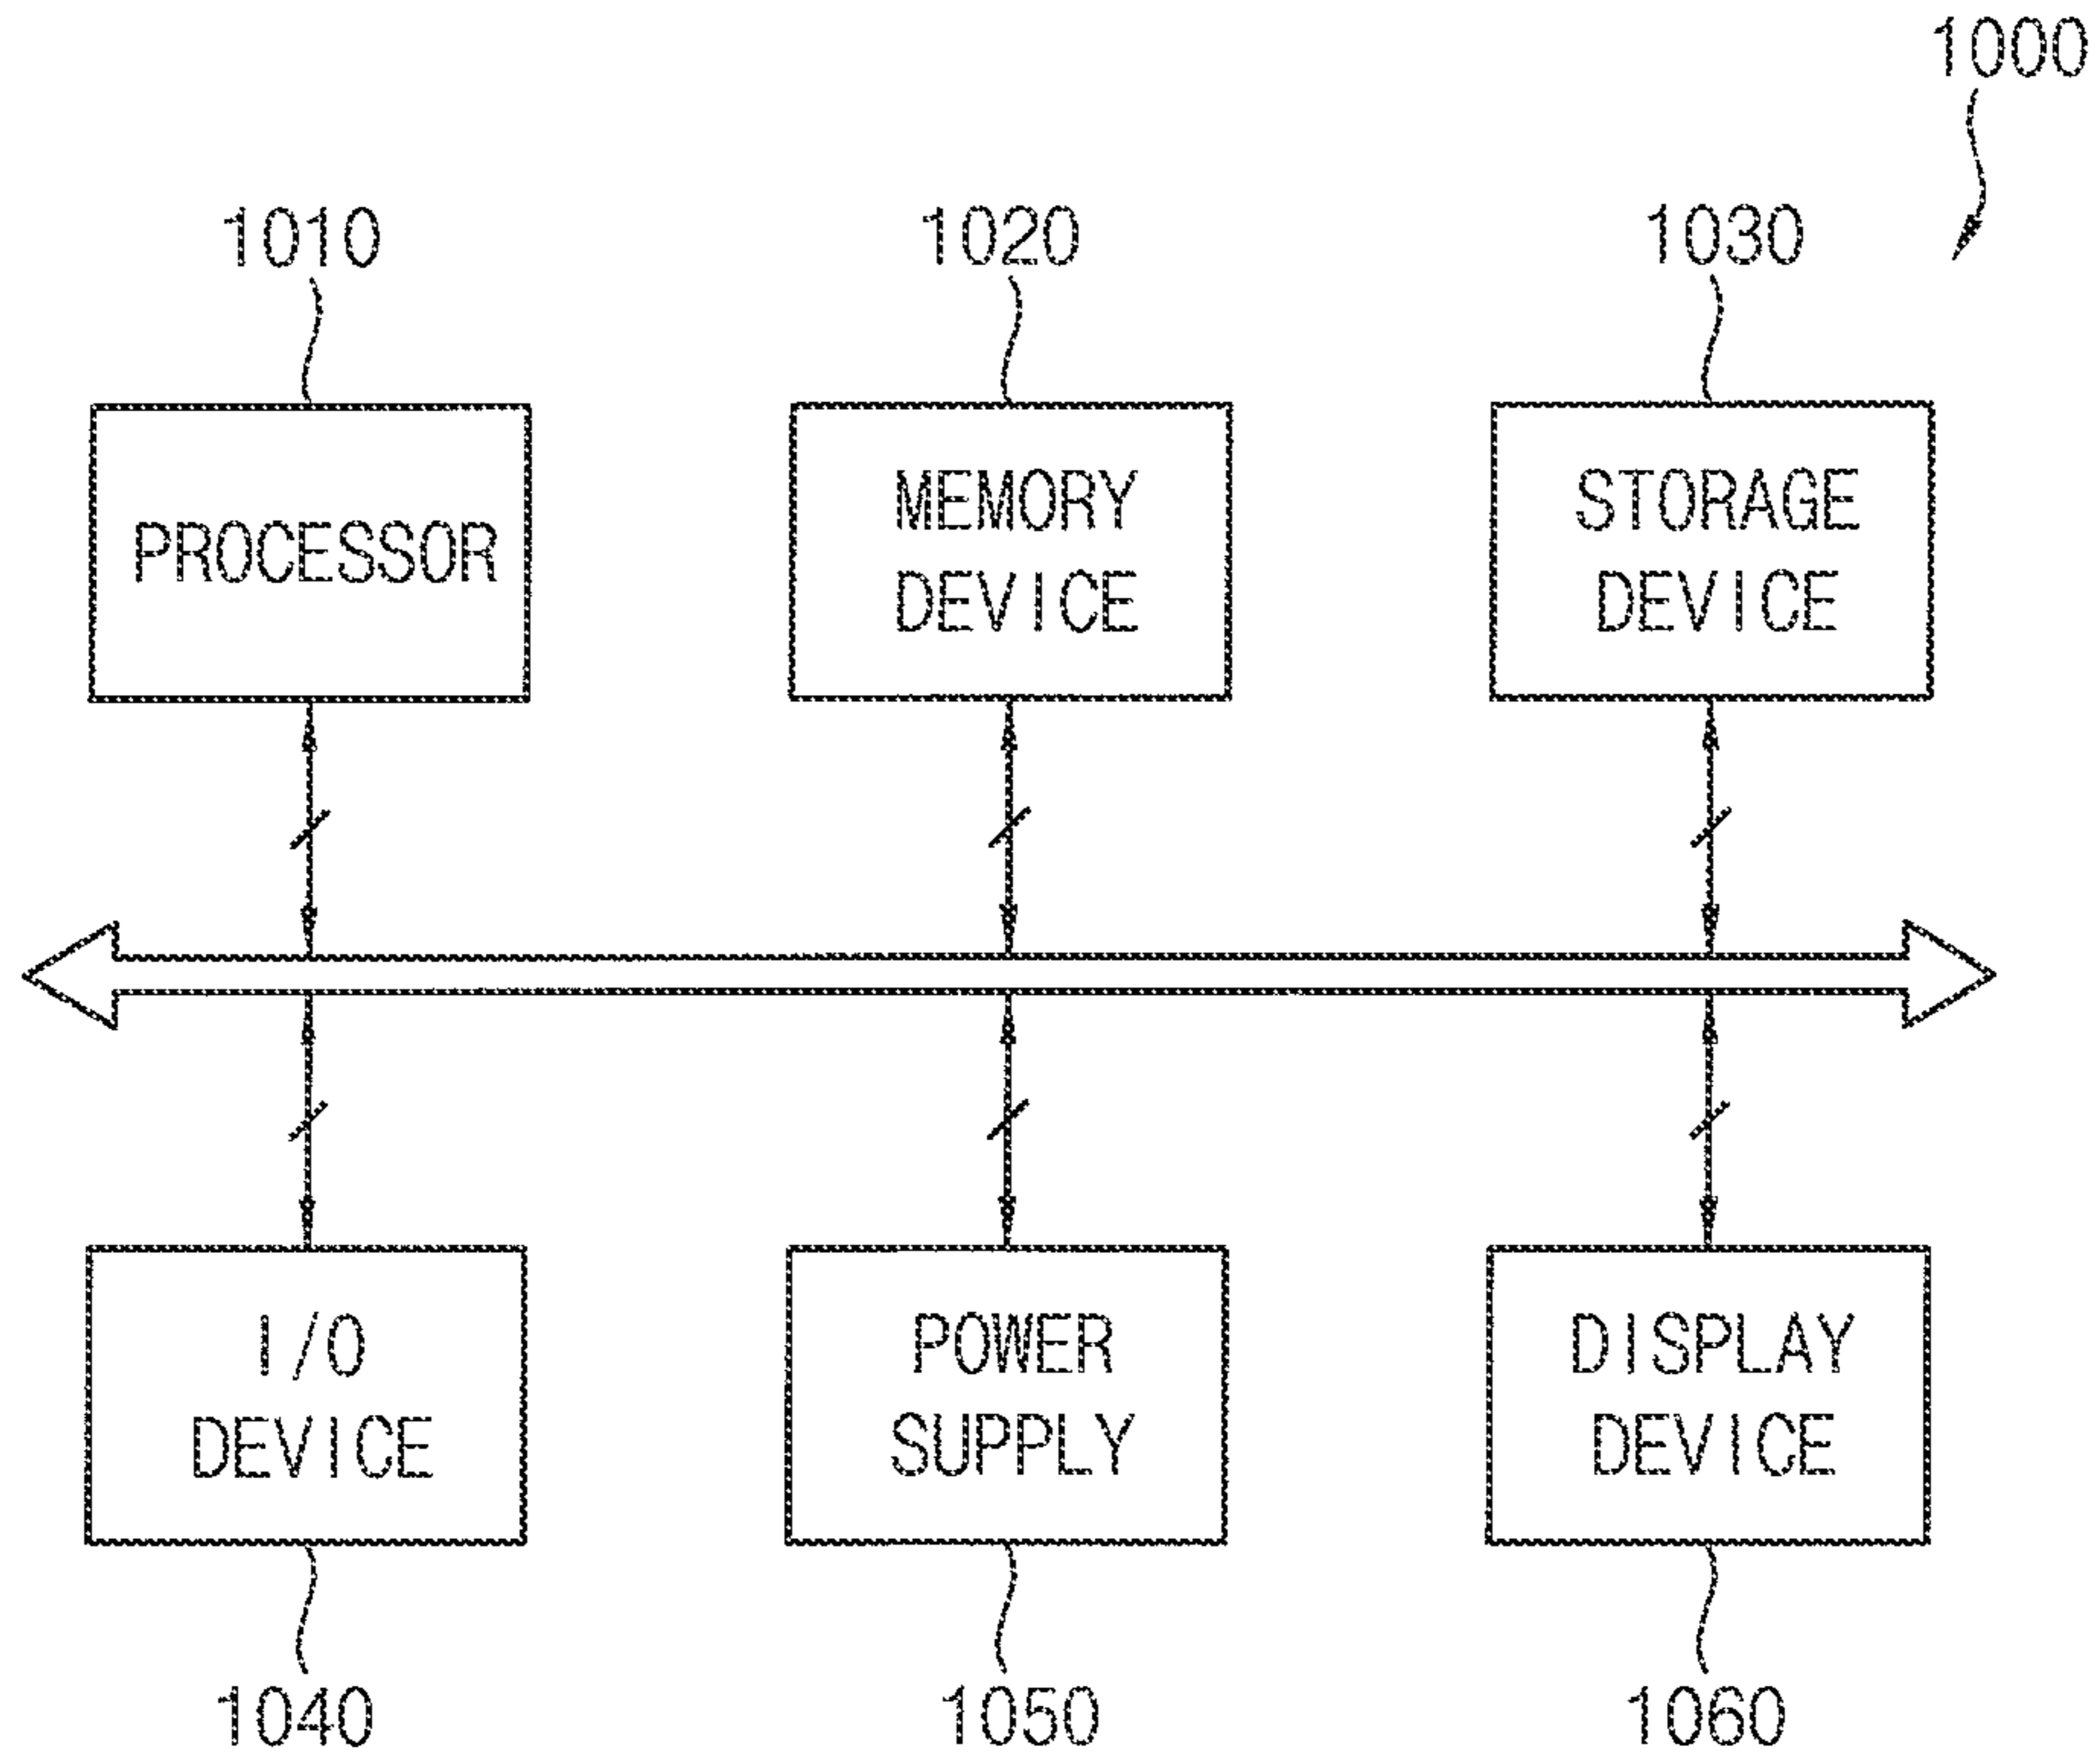 1000
1010
1020
1030
PROCESSOR
MEMORY
DEVICE
STORAGE
DEVICE
I/O
DEVICE
POWER
SUPPLY
DISPLAY
DEVICE
1040
1050
1060